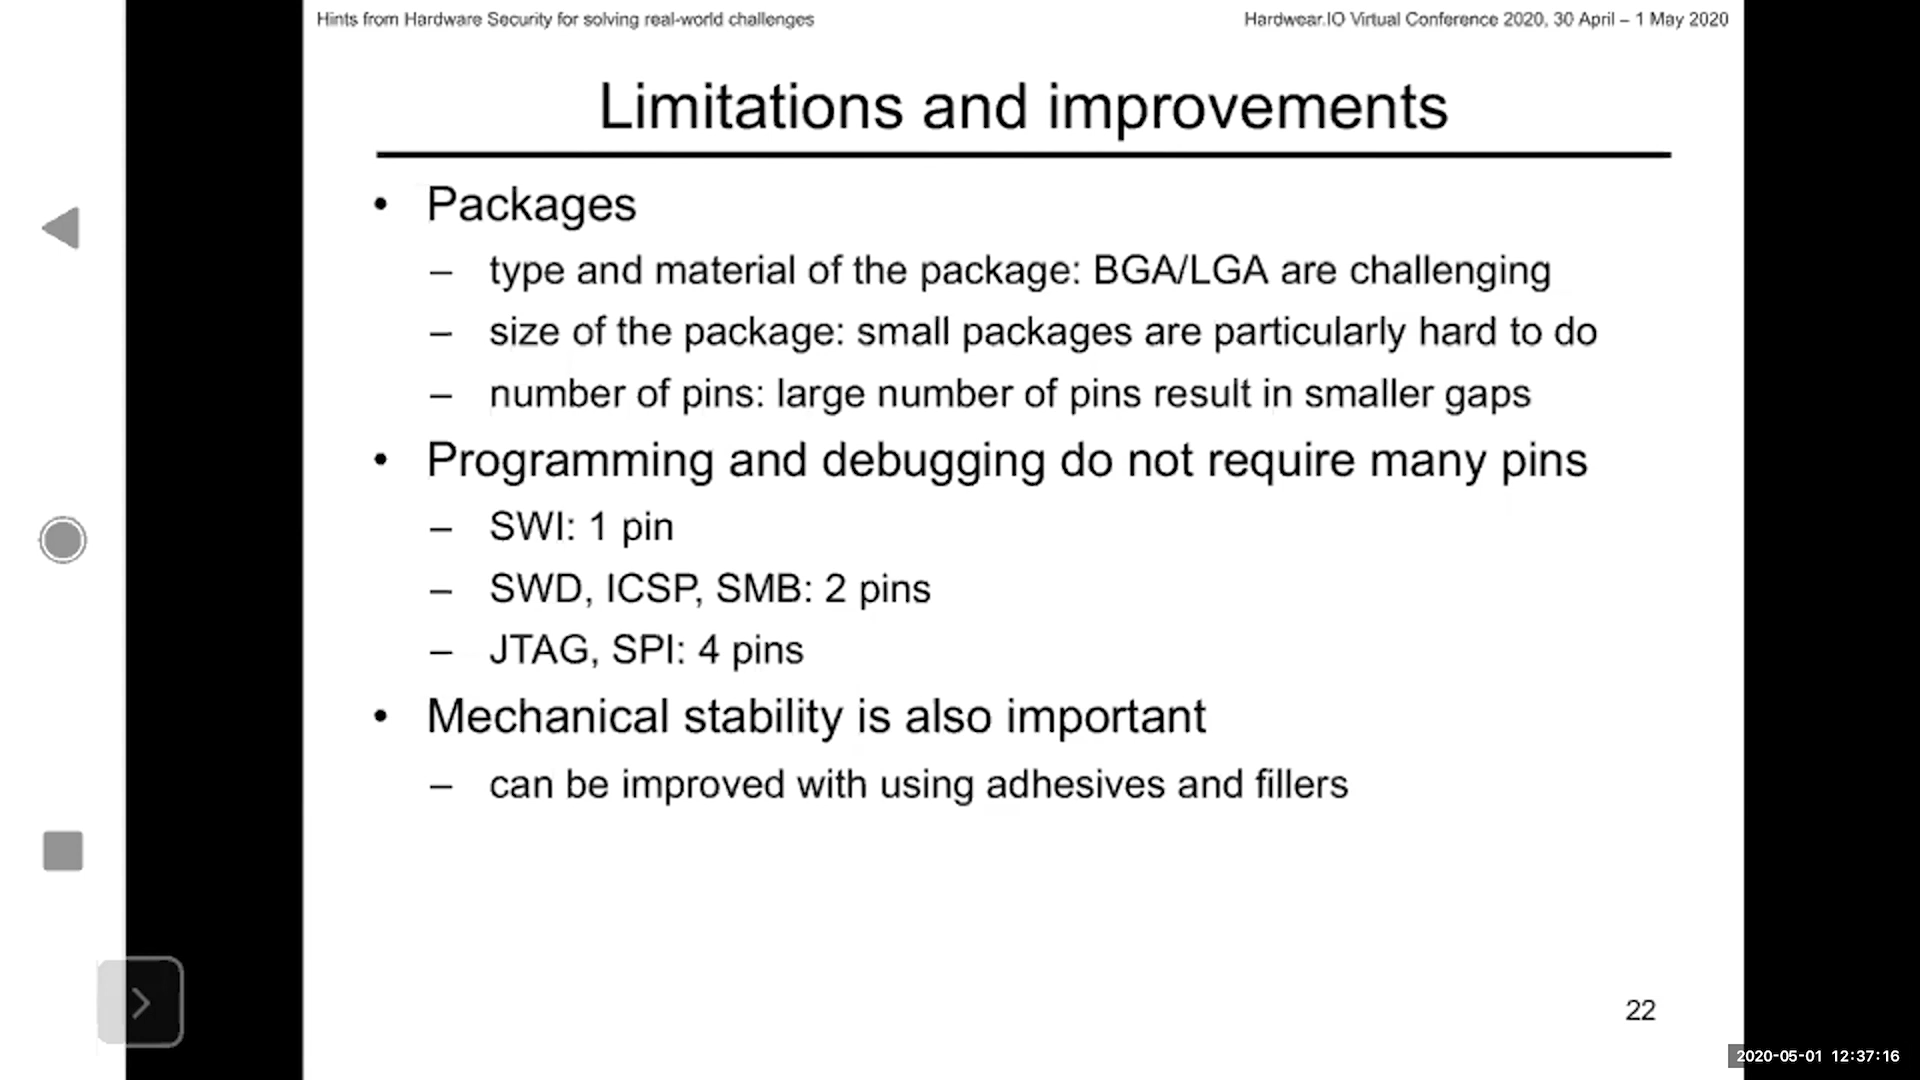 Hints from Hardware Security for solving real-world challenges
Hardwear.IO Virtual Conference 2020, 30 April – 1 May 2020
Limitations and improvements
• Packages
– type and material of the package: BGA/LGA are challenging
– size of the package: small packages are particularly hard to do
– number of pins: large number of pins result in smaller gaps
• Programming and debugging do not require many pins
– SWI: 1 pin
– SWD, ICSP, SMB: 2 pins
– JTAG, SPI: 4 pins
• Mechanical stability is also important
– can be improved with using adhesives and fillers
22
2020-05-01 12:37:16